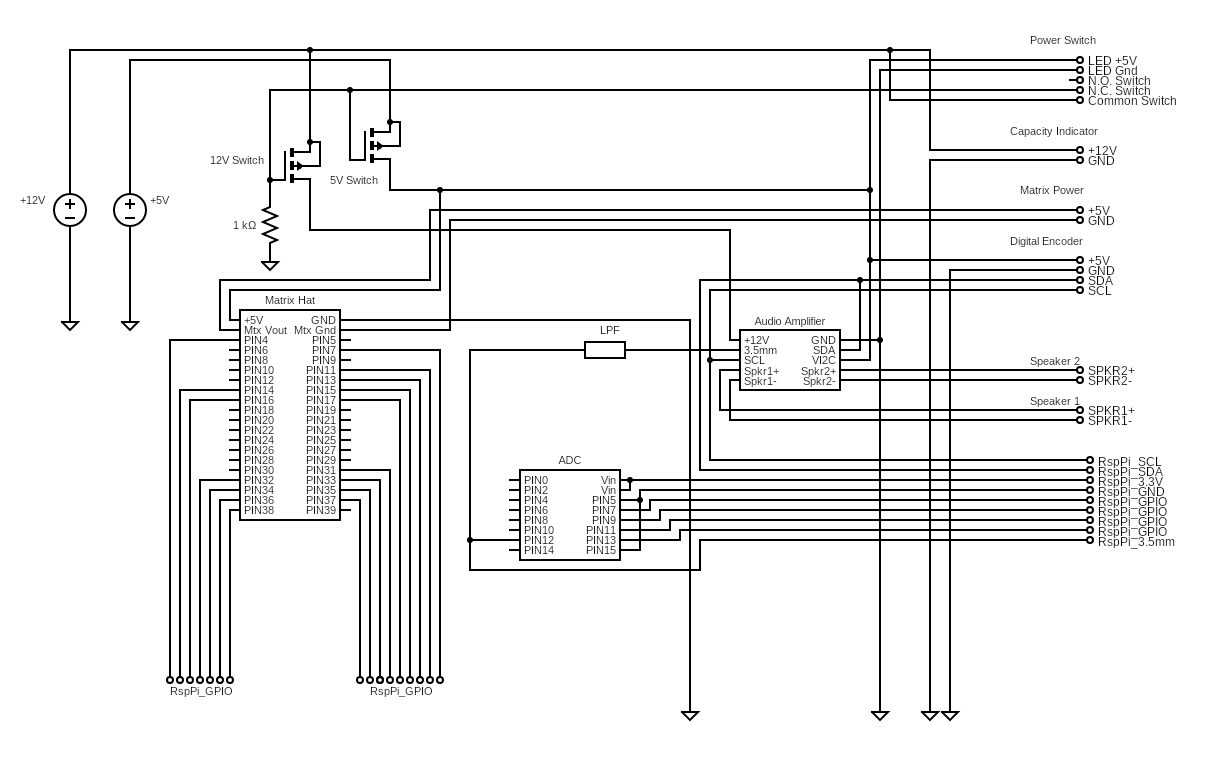 Power Switch
LED +5V
LED Gnd
N.O. Switch
N.C. Switch
Common Switch
Capacity Indicator
+12V
GND
12V Switch
5V Switch
Matrix Power
+5V
GND
+12V
+5V
1 kΩ
Digital Encoder
+5V
GND
SDA
SCL
Matrix Hat
+5V GND
Mtx Vout Mtx Gnd
PIN4 PIN5
PIN6 PIN7
PIN8 PIN9
PIN10 PIN11
PIN12 PIN13
PIN14 PIN15
PIN16 PIN17
PIN18 PIN19
PIN20 PIN21
PIN22 PIN23
PIN24 PIN25
PIN26 PIN27
PIN28 PIN29
PIN30 PIN31
PIN32 PIN33
PIN34 PIN35
PIN36 PIN37
PIN38 PIN39
LPF
Audio Amplifier
+12V GND
3.5mm SDA
SCL VI2C
Spkr1+ Spkr2+
Spkr1- Spkr2-
Speaker 2
SPKR2+
SPKR2-
Speaker 1
SPKR1+
SPKR1-
ADC
PIN0 Vin
PIN2 Vin
PIN4 PIN5
PIN6 PIN7
PIN8 PIN9
PIN10 PIN11
PIN12 PIN13
PIN14 PIN15
RspPi_SCL
RspPi_SDA
RspPi_3.3V
RspPi_GND
RspPi_GPIO
RspPi_GPIO
RspPi_GPIO
RspPi_GPIO
RspPi_3.5mm
RspPi_GPIO
RspPi_GPIO